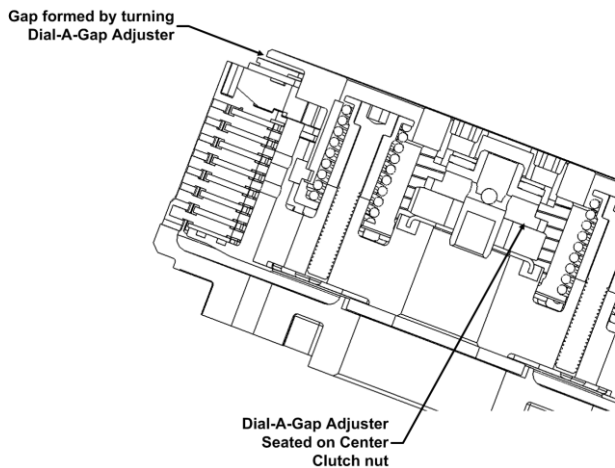 Gap formed by turning
Dial-A-Gap Adjuster
Dial-A-Gap Adjuster
Seated on Center
Clutch nut